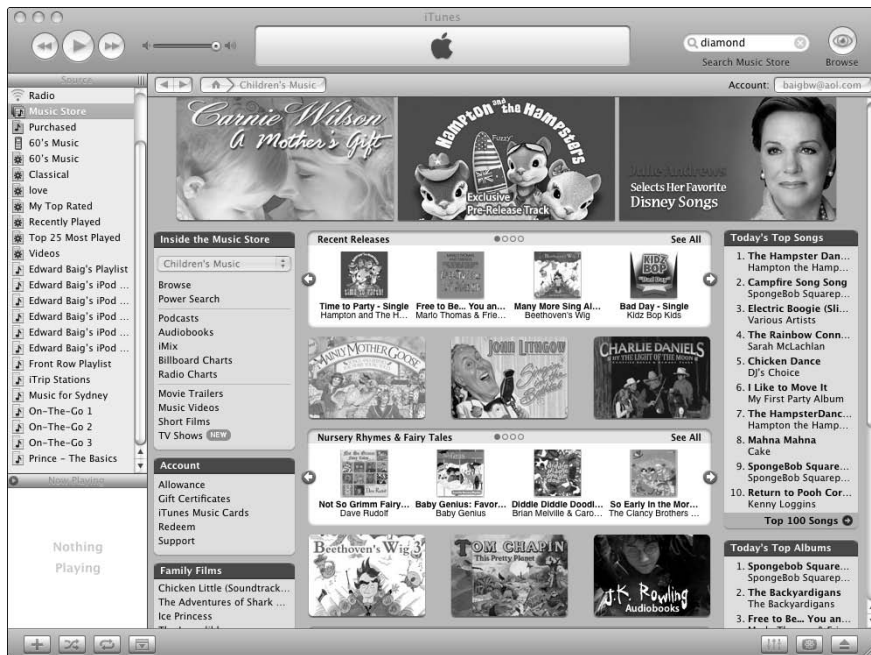 iTunes
diamond
Search Music Store
Browse
Source
Radio
Music Store
Purchased
60's Music
60's Music
Classical
love
My Top Rated
Recently Played
Top 25 Most Played
Videos
Edward Baig's Playlist
Edward Baig's iPod ...
Edward Baig's iPod ...
Edward Baig's iPod ...
Edward Baig's iPod ...
Edward Baig's iPod ...
Front Row Playlist
iTrip Stations
Music for Sydney
On-The-Go 1
On-The-Go 2
On-The-Go 3
Prince – The Basics
Now Playing
Nothing
Playing
Children's Music
Account: baigbw@aol.com
Carnie Wilson
A Mother's Gift
Hampton and the Hampsters
Fuzzy
Exclusive
Pre-Release Track
Julie Andrews
Selects Her Favorite
Disney Songs
Inside the Music Store
Children's Music
Browse
Power Search
Podcasts
Audiobooks
iMix
Billboard Charts
Radio Charts
Movie Trailers
Music Videos
Short Films
TV Shows NEW
Account
Allowance
Gift Certificates
iTunes Music Cards
Redeem
Support
Family Films
Chicken Little (Soundtrack...
The Adventures of Shark ...
Ice Princess
Recent Releases
See All
KIDZ
BOP
"Bad Day"
Time to Party - Single
Hampton and The H...
Free to Be... You an...
Marlo Thomas & Frie...
Many More Sing Al...
Beethoven's Wig
Bad Day - Single
Kidz Bop Kids
MAINLY MOTHER GOOSE
JOHN LITHGOW
Singin' in the Bathtub
CHARLIE DANIELS
BY THE LIGHT OF THE MOON
Nursery Rhymes & Fairy Tales
See All
Not So Grimm Fairy...
Dave Rudolf
Baby Genius: Favor...
Baby Genius
Diddle Diddle Doodl...
Brian Melville & Caro...
So Early In the Mor...
The Clancy Brothers ...
Beethoven's Wig 3
TOM CHAPIN
This Pretty Planet
J.K. Rowling
Audiobooks
Today's Top Songs
1. The Hampster Dan...
Hampton the Hamp...
2. Campfire Song Song
SpongeBob Squarep...
3. Electric Boogie (Sli...
Various Artists
4. The Rainbow Conn...
Sarah McLachlan
5. Chicken Dance
DJ's Choice
6. I Like to Move It
My First Party Album
7. The HampsterDanc...
Hampton the Hamp...
8. Mahna Mahna
Cake
9. SpongeBob Square...
SpongeBob Squarep...
10. Return to Pooh Cor...
Kenny Loggins
Top 100 Songs
Today's Top Albums
1. Spongebob Square...
SpongeBob Squarep...
2. The Backyardigans
The Backyardigans
3. Free to Be... You an...